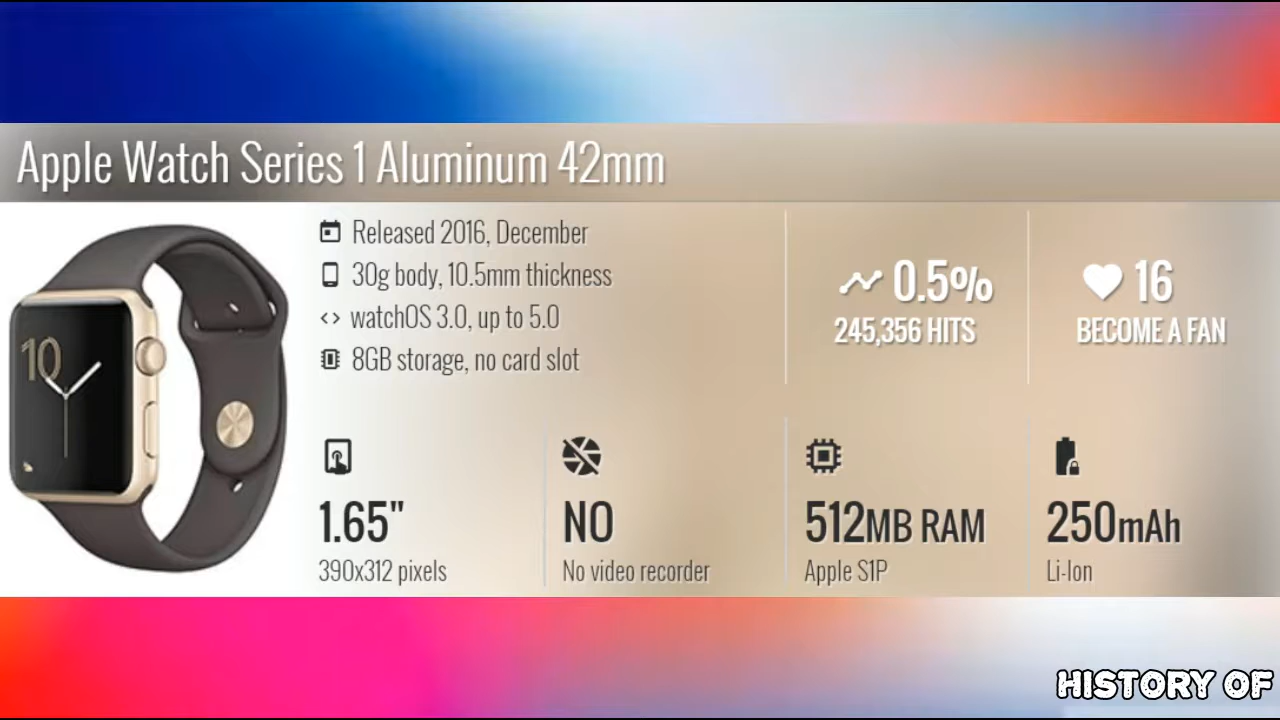 Apple Watch Series 1 Aluminum 42mm
10
Released 2016, December
30g body, 10.5mm thickness
watchOS 3.0, up to 5.0
8GB storage, no card slot
0.5%
245,356 HITS
16
BECOME A FAN
1.65"
390x312 pixels
NO
No video recorder
512MB RAM
Apple S1P
250mAh
Li-Ion
HISTORY OF